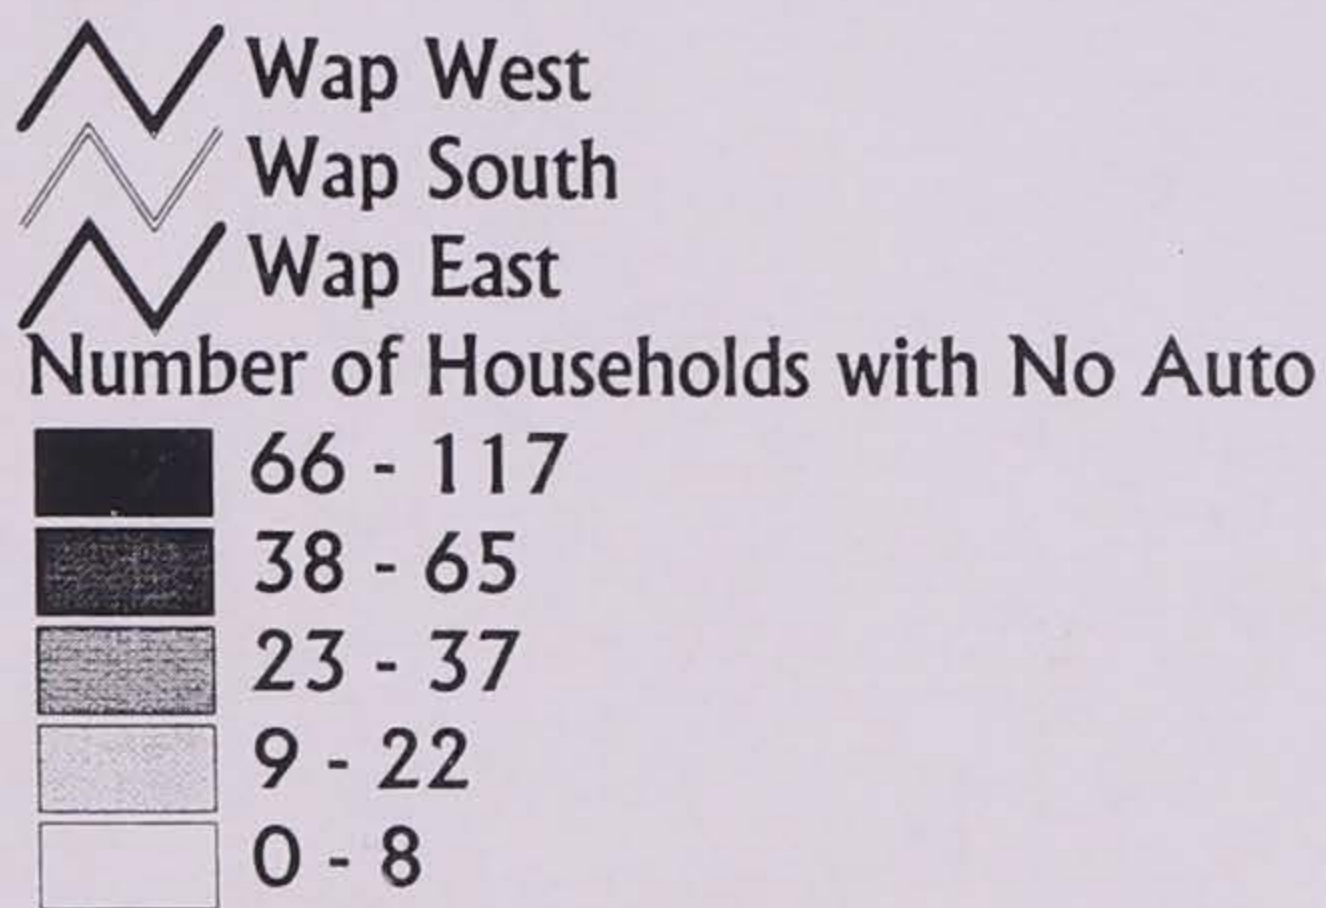 Wap West
Wap South
Wap East
Number of Households with No Auto
66 - 117
38 - 65
23 - 37
9 - 22
0 - 8